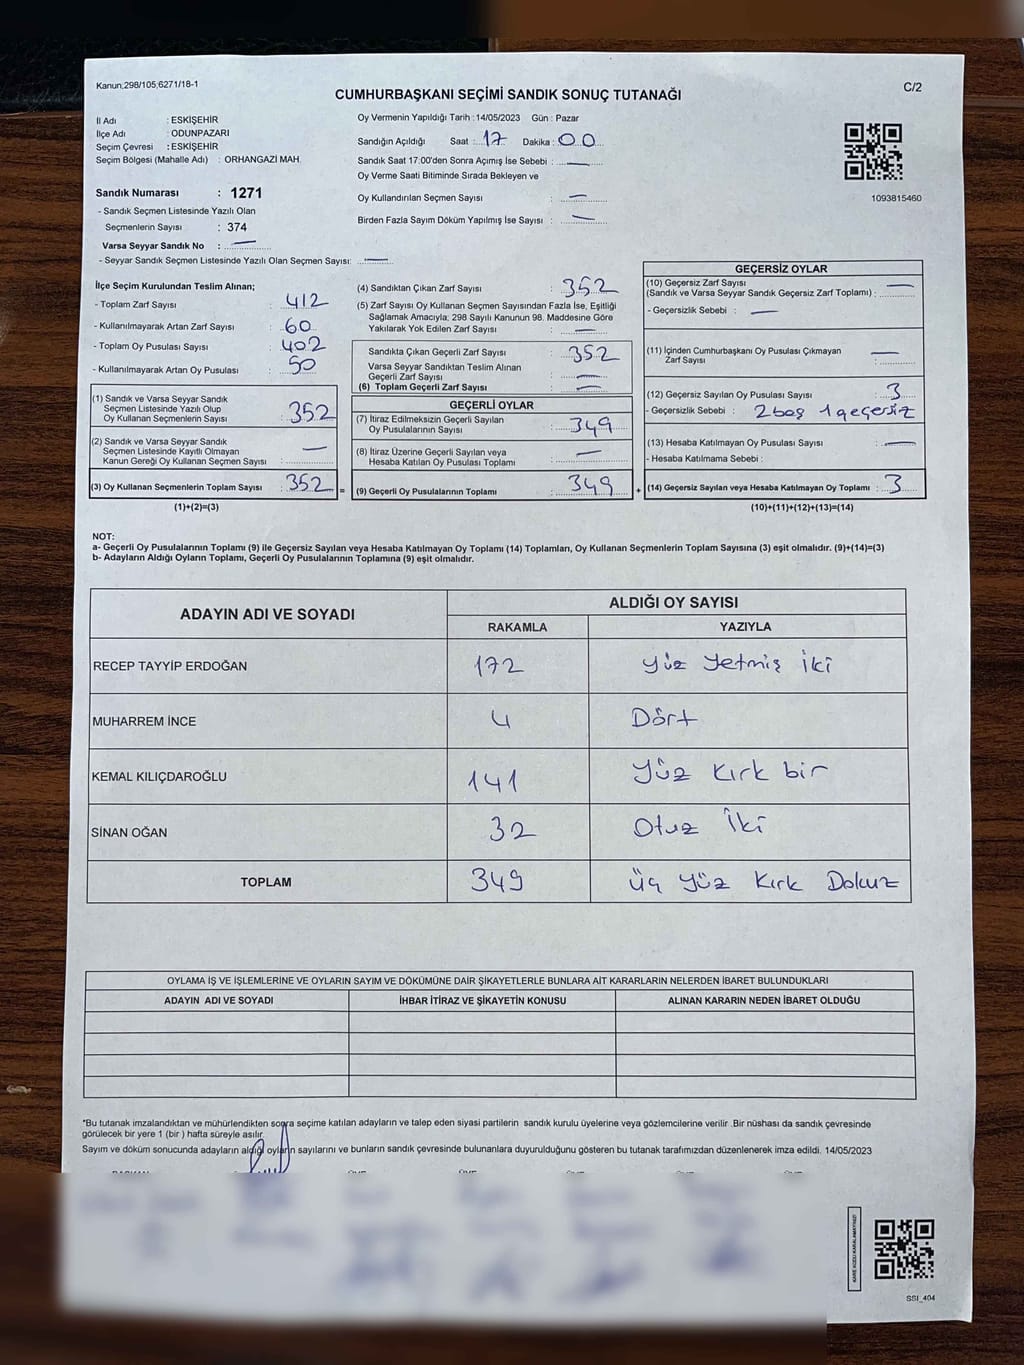 Kanun;298/105;6271/18-1
C/2
CUMHURBAŞKANI SEÇİMİ SANDIK SONUÇ TUTANAĞI
İl Adı : ESKİŞEHİR
İlçe Adı : ODUNPAZARI
Seçim Çevresi : ESKİŞEHİR
Seçim Bölgesi (Mahalle Adı) : ORHANGAZİ MAH.
Sandık Numarası : 1271
- Sandık Seçmen Listesinde Yazılı Olan
Seçmenlerin Sayısı : 374
Varsa Seyyar Sandık No : —
- Seyyar Sandık Seçmen Listesinde Yazılı Olan Seçmen Sayısı: —
Oy Vermenin Yapıldığı Tarih : 14/05/2023 Gün : Pazar
Sandığın Açıldığı Saat : 17 Dakika : 00
Sandık Saat 17:00'den Sonra Açımış İse Sebebi : —
Oy Verme Saati Bitiminde Sırada Bekleyen ve
Oy Kullandırılan Seçmen Sayısı : —
Birden Fazla Sayım Döküm Yapılmış İse Sayısı : —
1093815460
İlçe Seçim Kurulundan Teslim Alınan;
- Toplam Zarf Sayısı : 412
- Kullanılmayarak Artan Zarf Sayısı : 60
- Toplam Oy Pusulası Sayısı : 402
- Kullanılmayarak Artan Oy Pusulası : 50
(1) Sandık ve Varsa Seyyar Sandık
Seçmen Listesinde Yazılı Olup
Oy Kullanan Seçmenlerin Sayısı : 352
(2) Sandık ve Varsa Seyyar Sandık
Seçmen Listesinde Kayıtlı Olmayan
Kanun Gereği Oy Kullanan Seçmen Sayısı : —
(3) Oy Kullanan Seçmenlerin Toplam Sayısı : 352 =
(1)+(2)=(3)
(4) Sandıktan Çıkan Zarf Sayısı : 352
(5) Zarf Sayısı Oy Kullanan Seçmen Sayısından Fazla İse, Eşitliği
Sağlamak Amacıyla; 298 Sayılı Kanunun 98. Maddesine Göre
Yakılarak Yok Edilen Zarf Sayısı : —
Sandıkta Çıkan Geçerli Zarf Sayısı : 352
Varsa Seyyar Sandıktan Teslim Alınan
Geçerli Zarf Sayısı : —
(6) Toplam Geçerli Zarf Sayısı : —
GEÇERLİ OYLAR
(7) İtiraz Edilmeksizin Geçerli Sayılan
Oy Pusulalarının Sayısı : 349
(8) İtiraz Üzerine Geçerli Sayılan veya
Hesaba Katılan Oy Pusulası Toplamı : —
(9) Geçerli Oy Pusulalarının Toplamı : 349 +
GEÇERSİZ OYLAR
(10) Geçersiz Zarf Sayısı
(Sandık ve Varsa Seyyar Sandık Geçersiz Zarf Toplamı) : —
- Geçersizlik Sebebi : —
(11) İçinden Cumhurbaşkanı Oy Pusulası Çıkmayan
Zarf Sayısı : —
(12) Geçersiz Sayılan Oy Pusulası Sayısı : 3
- Geçersizlik Sebebi : 2 boş 1 geçersiz
(13) Hesaba Katılmayan Oy Pusulası Sayısı : —
- Hesaba Katılmama Sebebi :
(14) Geçersiz Sayılan veya Hesaba Katılmayan Oy Toplamı : 3
(10)+(11)+(12)+(13)=(14)
NOT:
a- Geçerli Oy Pusulalarının Toplamı (9) ile Geçersiz Sayılan veya Hesaba Katılmayan Oy Toplamı (14) Toplamları, Oy Kullanan Seçmenlerin Toplam Sayısına (3) eşit olmalıdır. (9)+(14)=(3)
b- Adayların Aldığı Oyların Toplamı, Geçerli Oy Pusulalarının Toplamına (9) eşit olmalıdır.
ADAYIN ADI VE SOYADI
ALDIĞI OY SAYISI
RAKAMLA YAZIYLA
RECEP TAYYİP ERDOĞAN 172 Yüz Yetmiş İki
MUHARREM İNCE 4 Dört
KEMAL KILIÇDAROĞLU 141 Yüz Kırk bir
SİNAN OĞAN 32 Otuz İki
TOPLAM 349 Üç Yüz Kırk Dokuz
OYLAMA İŞ VE İŞLEMLERİNE VE OYLARIN SAYIM VE DÖKÜMÜNE DAİR ŞİKAYETLERLE BUNLARA AİT KARARLARIN NELERDEN İBARET BULUNDUKLARI
ADAYIN ADI VE SOYADI İHBAR İTİRAZ VE ŞİKAYETİN KONUSU ALINAN KARARIN NEDEN İBARET OLDUĞU
*Bu tutanak imzalandıktan ve mühürlendikten sonra seçime katılan adayların ve talep eden siyasi partilerin sandık kurulu üyelerine veya gözlemcilerine verilir .Bir nüshası da sandık çevresinde
görülecek bir yere 1 (bir ) hafta süreyle asılır.
Sayım ve döküm sonucunda adayların aldığı oyların sayılarını ve bunların sandık çevresinde bulunanlara duyurulduğunu gösteren bu tutanak tarafımızdan düzenlenerek imza edildi. 14/05/2023
KARE KODU KARALAMAYINIZ!
SSI_404